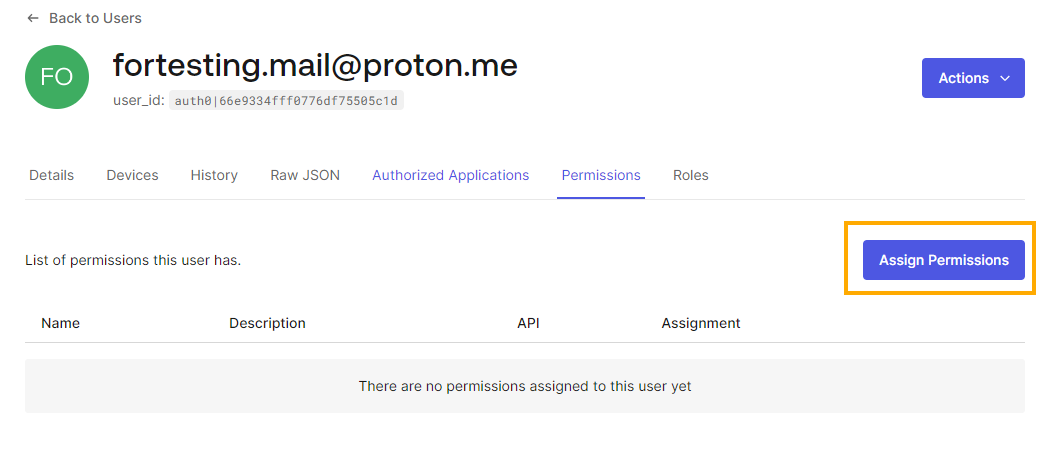 ← Back to Users
FO
fortesting.mail@proton.me
user_id: auth0|66e9334fff0776df75505c1d
Actions
Details Devices History Raw JSON Authorized Applications Permissions Roles
List of permissions this user has.
Assign Permissions
Name Description API Assignment
There are no permissions assigned to this user yet